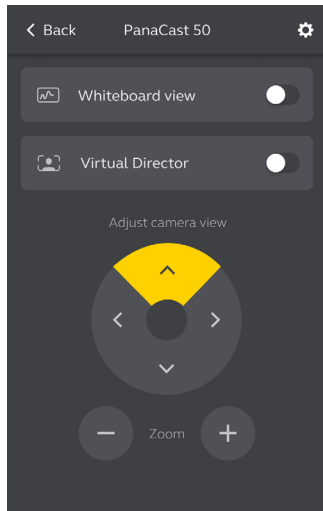 Back PanaCast 50
Whiteboard view
Virtual Director
Adjust camera view
Zoom